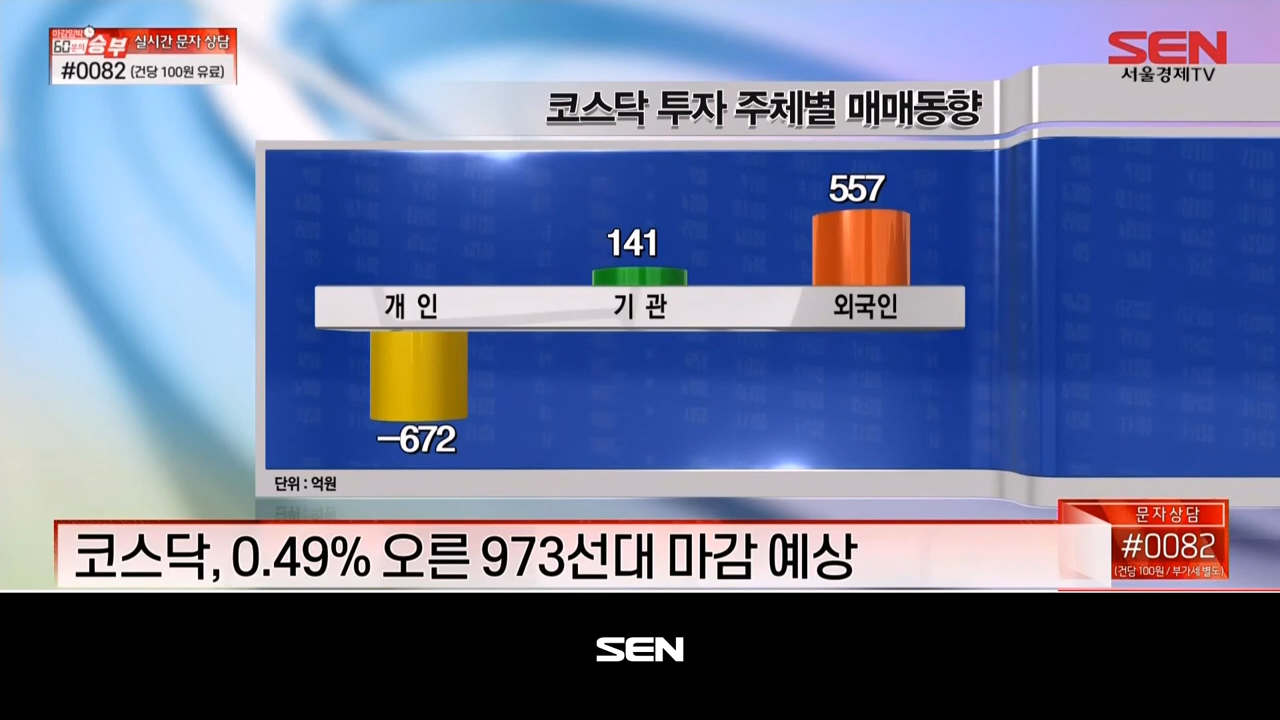 마감임박
60분의 승부
실시간 문자 상담
#0082 (건당 100원 유료)
SEN
서울경제TV
코스닥 투자 주체별 매매동향
557
141
개 인 기 관 외국인
-672
단위 : 억원
문자상담
코스닥, 0.49% 오른 973선대 마감 예상
#0082
(건당 100원 / 부가세 별도)
SEN